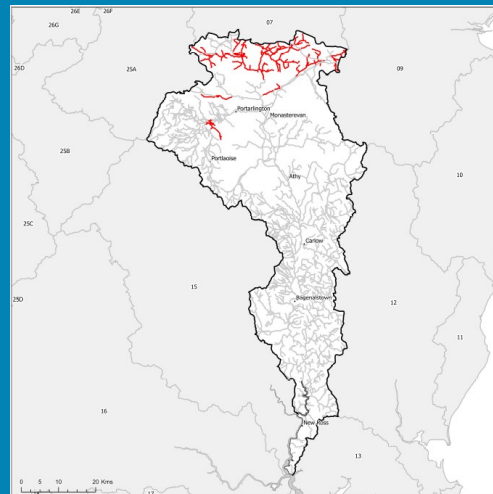 26E
26F
07
26G
26D
25A
09
Portarlington
Monasterevan
25B
Portlaoise
10
Athy
25C
Carlow
15
25D
Bagenalstown
12
11
16
New Ross
13
0 5 10 20 Kms
17